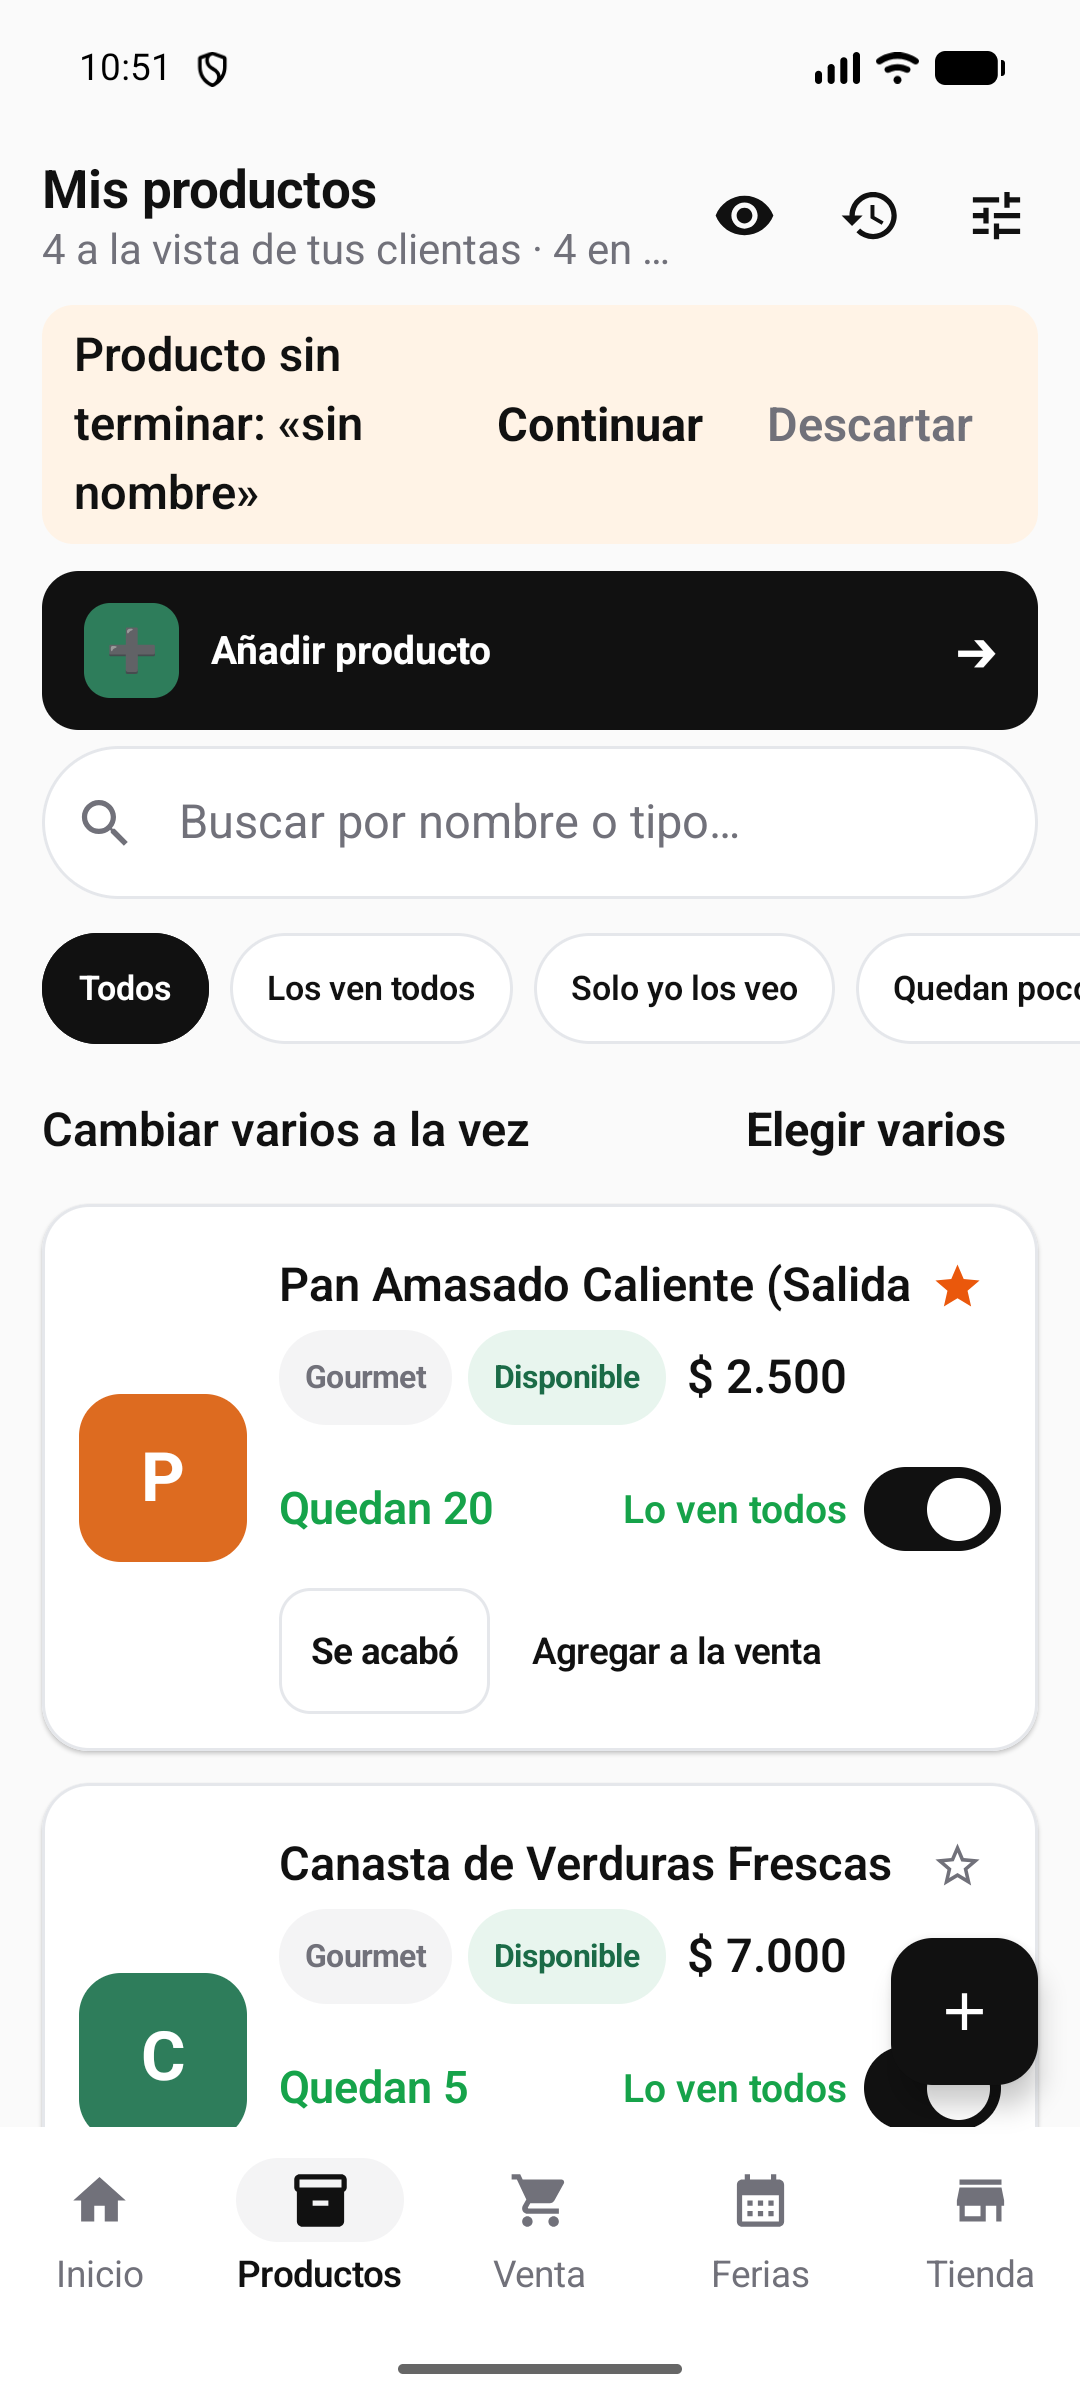 10:51
Mis productos
4 a la vista de tus clientas · 4 en ...
Producto sin
terminar: «sin
nombre»
Continuar
Descartar
Añadir producto
Buscar por nombre o tipo...
Todos
Los ven todos
Solo yo los veo
Quedan poco
Cambiar varios a la vez
Elegir varios
Pan Amasado Caliente (Salida
Gourmet
Disponible
$ 2.500
P
Quedan 20
Lo ven todos
Se acabó
Agregar a la venta
Canasta de Verduras Frescas
Gourmet
Disponible
$ 7.000
C
Quedan 5
Lo ven todos
Inicio
Productos
Venta
Ferias
Tienda